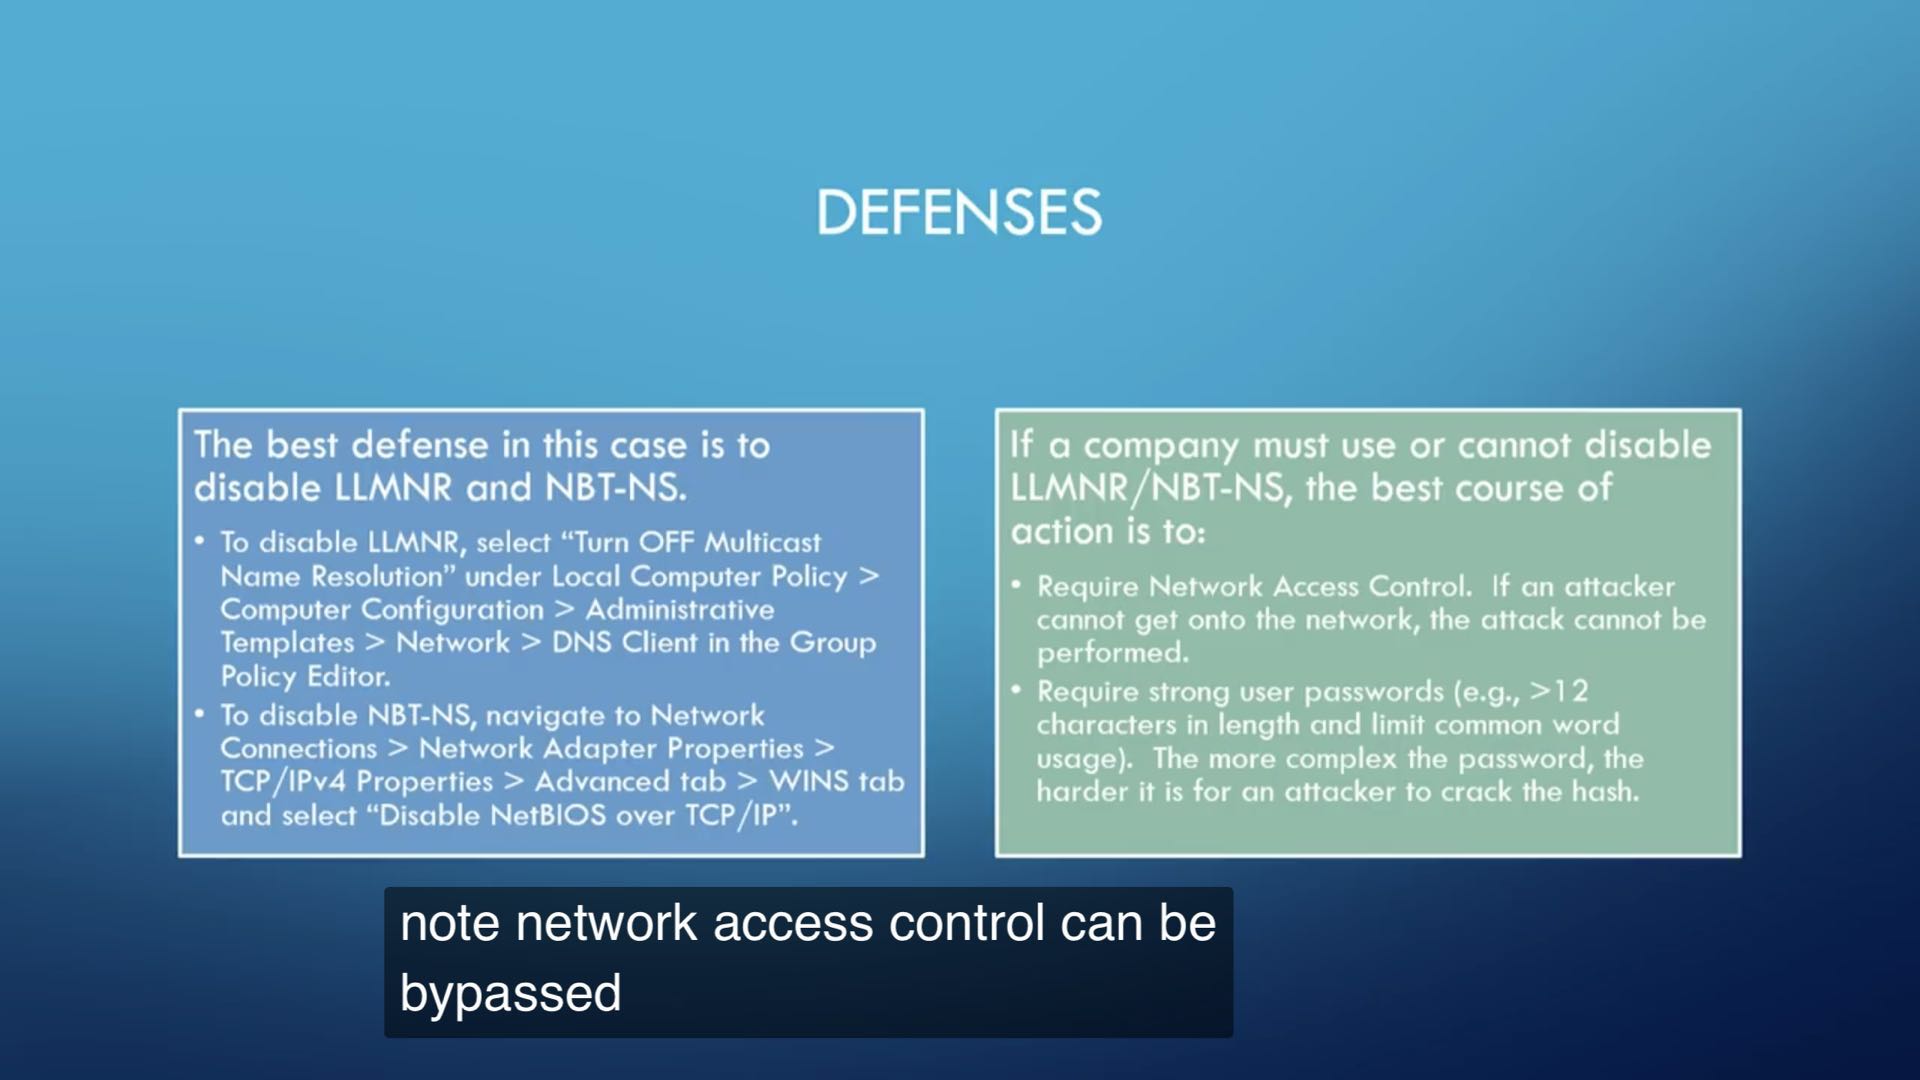 DEFENSES
The best defense in this case is to
disable LLMNR and NBT-NS.
• To disable LLMNR, select “Turn OFF Multicast
Name Resolution” under Local Computer Policy >
Computer Configuration > Administrative
Templates > Network > DNS Client in the Group
Policy Editor.
• To disable NBT-NS, navigate to Network
Connections > Network Adapter Properties >
TCP/IPv4 Properties > Advanced tab > WINS tab
and select “Disable NetBIOS over TCP/IP”.
If a company must use or cannot disable
LLMNR/NBT-NS, the best course of
action is to:
• Require Network Access Control.  If an attacker
cannot get onto the network, the attack cannot be
performed.
• Require strong user passwords (e.g., >12
characters in length and limit common word
usage).  The more complex the password, the
harder it is for an attacker to crack the hash.
note network access control can be
bypassed